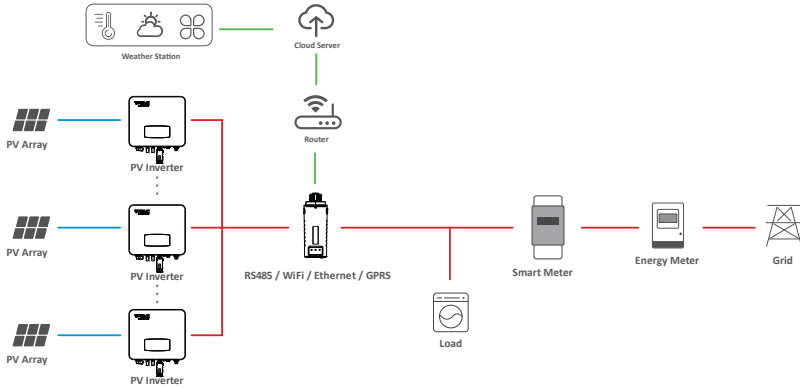 Weather Station
Cloud Server
Router
PV Array
PV Inverter
PV Array
PV Inverter
RS485 / WiFi / Ethernet / GPRS
Smart Meter
Energy Meter
Grid
Load
PV Array
PV Inverter